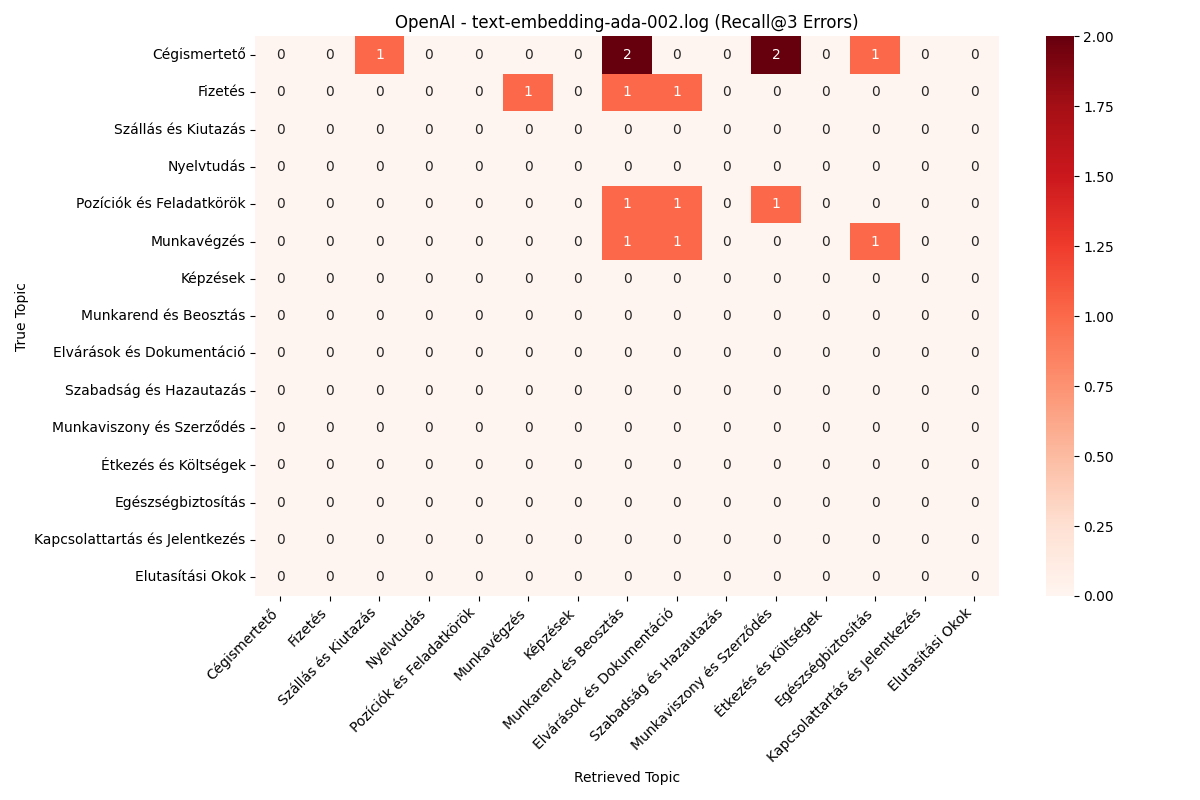 OpenAI - text-embedding-ada-002.log (Recall@3 Errors)
Cégismertető 0 0 1 0 0 0 0 2 0 0 2 0 1 0 0
Fizetés 0 0 0 0 0 1 0 1 1 0 0 0 0 0 0
Szállás és Kiutazás 0 0 0 0 0 0 0 0 0 0 0 0 0 0 0
Nyelvtudás 0 0 0 0 0 0 0 0 0 0 0 0 0 0 0
Pozíciók és Feladatkörök 0 0 0 0 0 0 0 1 1 0 1 0 0 0 0
Munkavégzés 0 0 0 0 0 0 0 1 1 0 0 0 1 0 0
Képzések 0 0 0 0 0 0 0 0 0 0 0 0 0 0 0
Munkarend és Beosztás 0 0 0 0 0 0 0 0 0 0 0 0 0 0 0
Elvárások és Dokumentáció 0 0 0 0 0 0 0 0 0 0 0 0 0 0 0
Szabadság és Hazautazás 0 0 0 0 0 0 0 0 0 0 0 0 0 0 0
Munkaviszony és Szerződés 0 0 0 0 0 0 0 0 0 0 0 0 0 0 0
Étkezés és Költségek 0 0 0 0 0 0 0 0 0 0 0 0 0 0 0
Egészségbiztosítás 0 0 0 0 0 0 0 0 0 0 0 0 0 0 0
Kapcsolattartás és Jelentkezés 0 0 0 0 0 0 0 0 0 0 0 0 0 0 0
Elutasítási Okok 0 0 0 0 0 0 0 0 0 0 0 0 0 0 0
True Topic
Cégismertető
Fizetés
Szállás és Kiutazás
Nyelvtudás
Pozíciók és Feladatkörök
Munkavégzés
Képzések
Munkarend és Beosztás
Elvárások és Dokumentáció
Szabadság és Hazautazás
Munkaviszony és Szerződés
Étkezés és Költségek
Egészségbiztosítás
Kapcsolattartás és Jelentkezés
Elutasítási Okok
Retrieved Topic
2.00
1.75
1.50
1.25
1.00
0.75
0.50
0.25
0.00